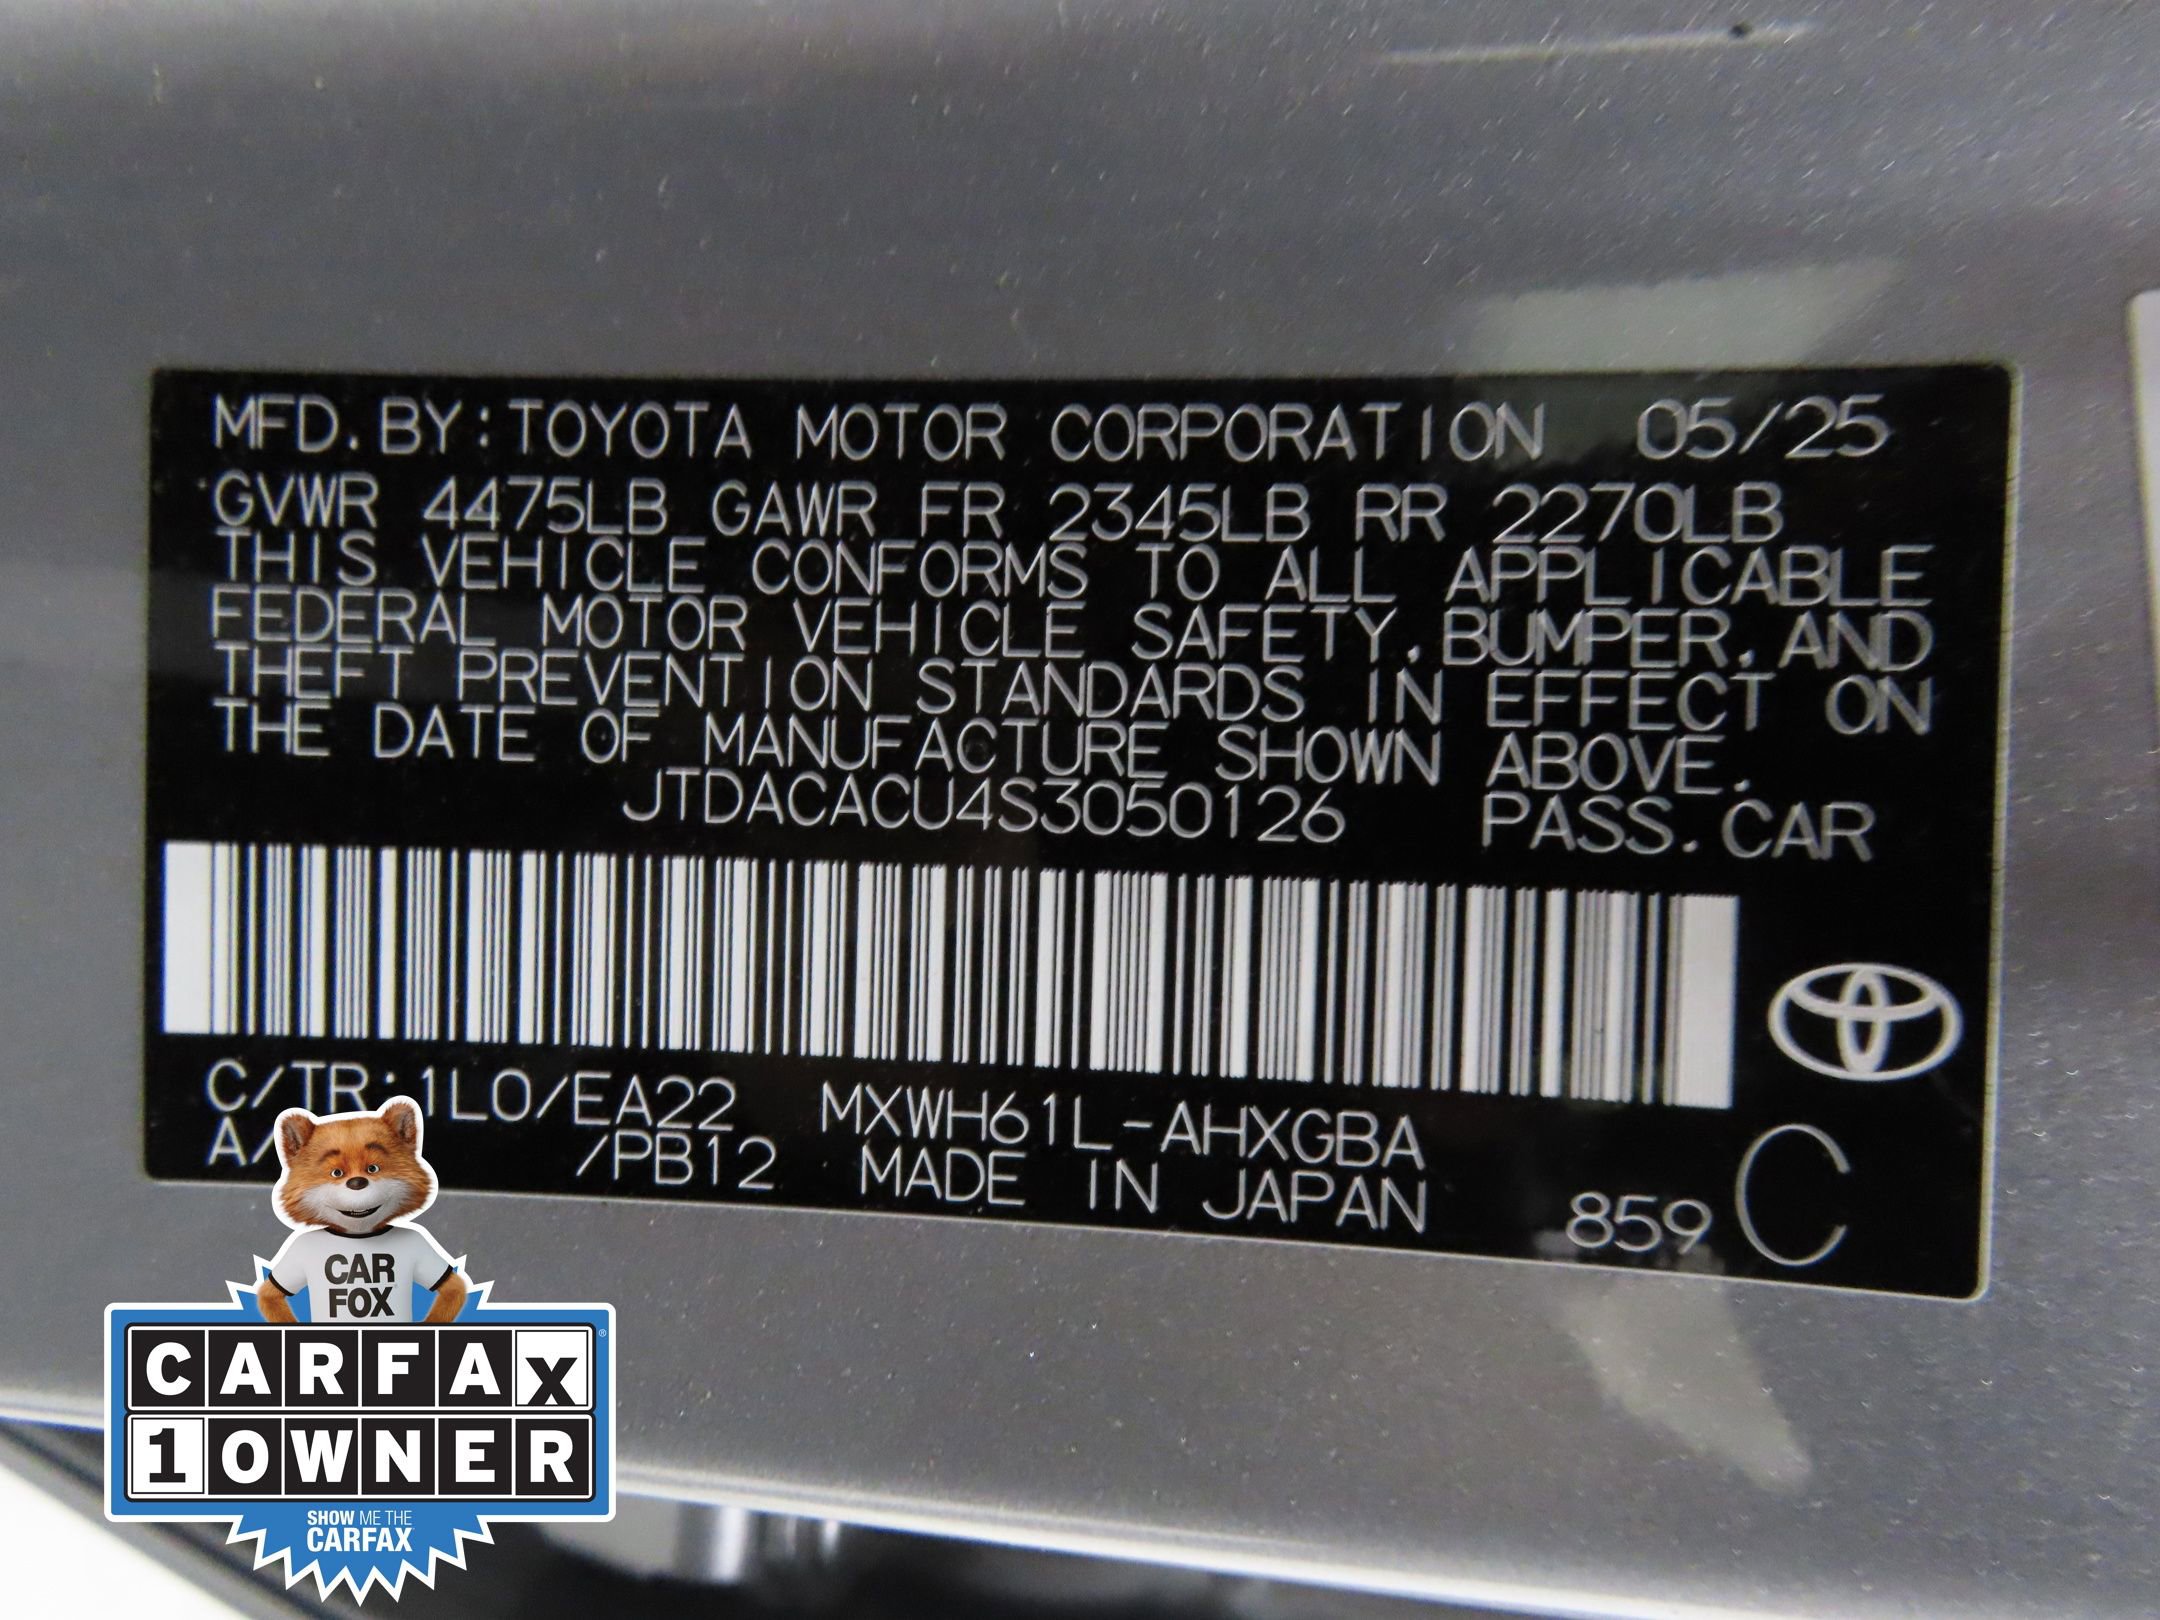 MFD. BY: TOYOTA MOTOR CORPORATION 05/25
GVWR 4475LB GAWR FR 2345LB RR 2270LB
THIS VEHICLE CONFORMS TO ALL APPLICABLE
FEDERAL MOTOR VEHICLE SAFETY, BUMPER, AND
THEFT PREVENTION STANDARDS IN EFFECT ON
THE DATE OF MANUFACTURE SHOWN ABOVE.
JTDACACU4S3050126 PASS. CAR
C/TR: 1L0/EA22 MXWH61L-AHXGBA
A/ /PB12 MADE IN JAPAN 859 C
CAR
FOX
CARFAX®
1 OWNER
SHOW ME THE
CARFAX